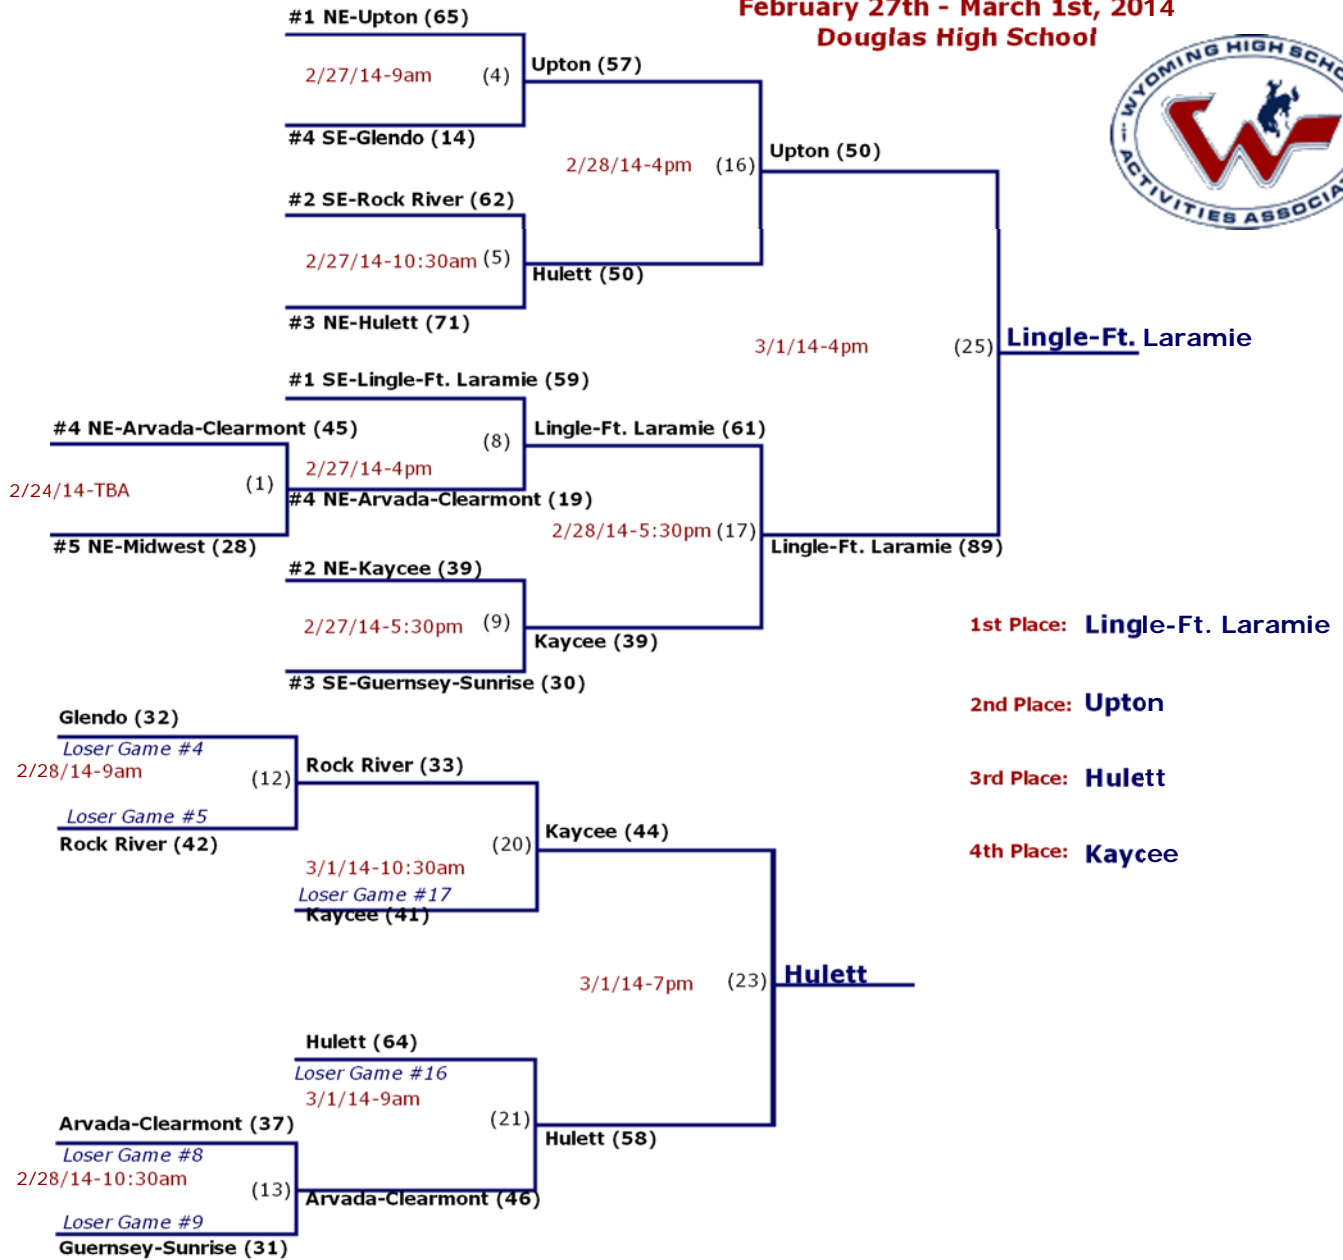 February 27th - March 1st, 2014
Douglas High School
WYOMING HIGH SCHO
ACTIVITIES ASSOCIA
#1 NE-Upton (65)
2/27/14-9am (4)
#4 SE-Glendo (14)
Upton (57)
2/28/14-4pm (16)
#2 SE-Rock River (62)
2/27/14-10:30am (5)
#3 NE-Hulett (71)
Hulett (50)
Upton (50)
3/1/14-4pm (25)
Lingle-Ft. Laramie
#1 SE-Lingle-Ft. Laramie (59)
#4 NE-Arvada-Clearmont (45)
2/24/14-TBA (1)
#5 NE-Midwest (28)
(8)
2/27/14-4pm
#4 NE-Arvada-Clearmont (19)
Lingle-Ft. Laramie (61)
2/28/14-5:30pm (17)
Lingle-Ft. Laramie (89)
#2 NE-Kaycee (39)
2/27/14-5:30pm (9)
#3 SE-Guernsey-Sunrise (30)
Kaycee (39)
1st Place: Lingle-Ft. Laramie
2nd Place: Upton
3rd Place: Hulett
4th Place: Kaycee
Glendo (32)
Loser Game #4
2/28/14-9am (12)
Loser Game #5
Rock River (42)
Rock River (33)
(20)
3/1/14-10:30am
Loser Game #17
Kaycee (41)
Kaycee (44)
3/1/14-7pm (23)
Hulett
Hulett (64)
Loser Game #16
3/1/14-9am
(21)
Hulett (58)
Arvada-Clearmont (37)
Loser Game #8
2/28/14-10:30am
(13)
Arvada-Clearmont (46)
Loser Game #9
Guernsey-Sunrise (31)